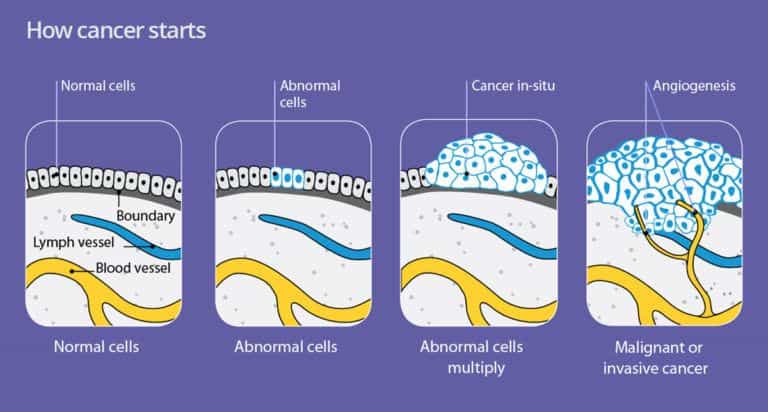 How cancer starts
Normal cells
Abnormal
cells
Cancer in-situ
Angiogenesis
Boundary
Lymph vessel
Blood vessel
Normal cells
Abnormal cells
Abnormal cells
multiply
Malignant or
invasive cancer